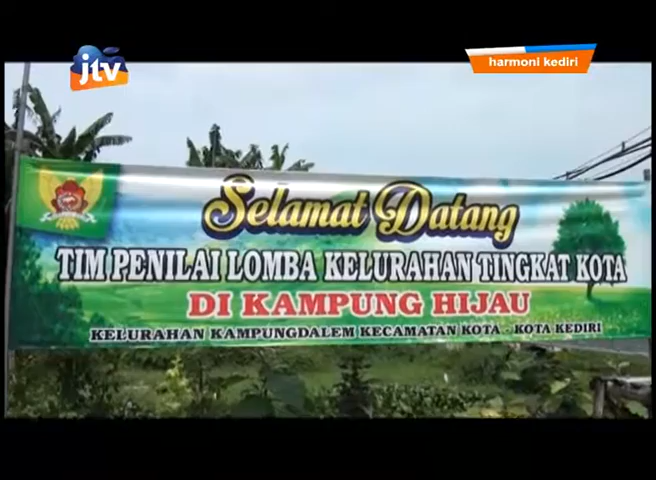 jtv
harmoni kediri
Selamat Datang
TIM PENILAI LOMBA KELURAHAN TINGKAT KOTA
DI KAMPUNG HIJAU
KELURAHAN KAMPUNGDALEM KECAMATAN KOTA - KOTA KEDIRI